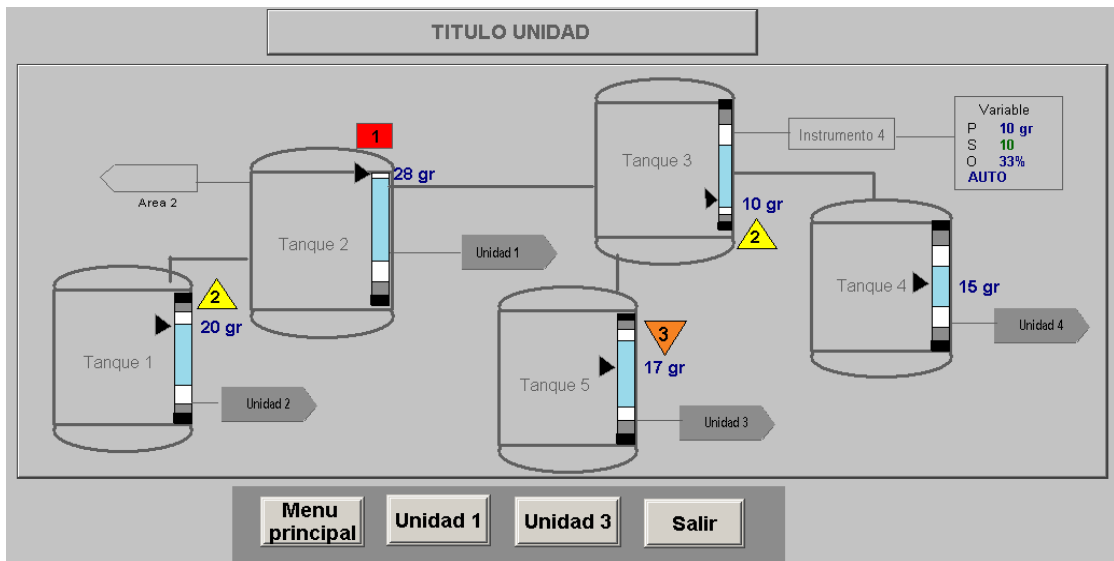 TITULO UNIDAD
1
Tanque 3
Instrumento 4
Variable
P 10 gr
S 10
O 33%
AUTO
28 gr
Area 2
10 gr
2
Tanque 2
Unidad 1
2
20 gr
Tanque 4
15 gr
Unidad 4
3
17 gr
Tanque 1
Tanque 5
Unidad 2
Unidad 3
Menu
principal
Unidad 1
Unidad 3
Salir